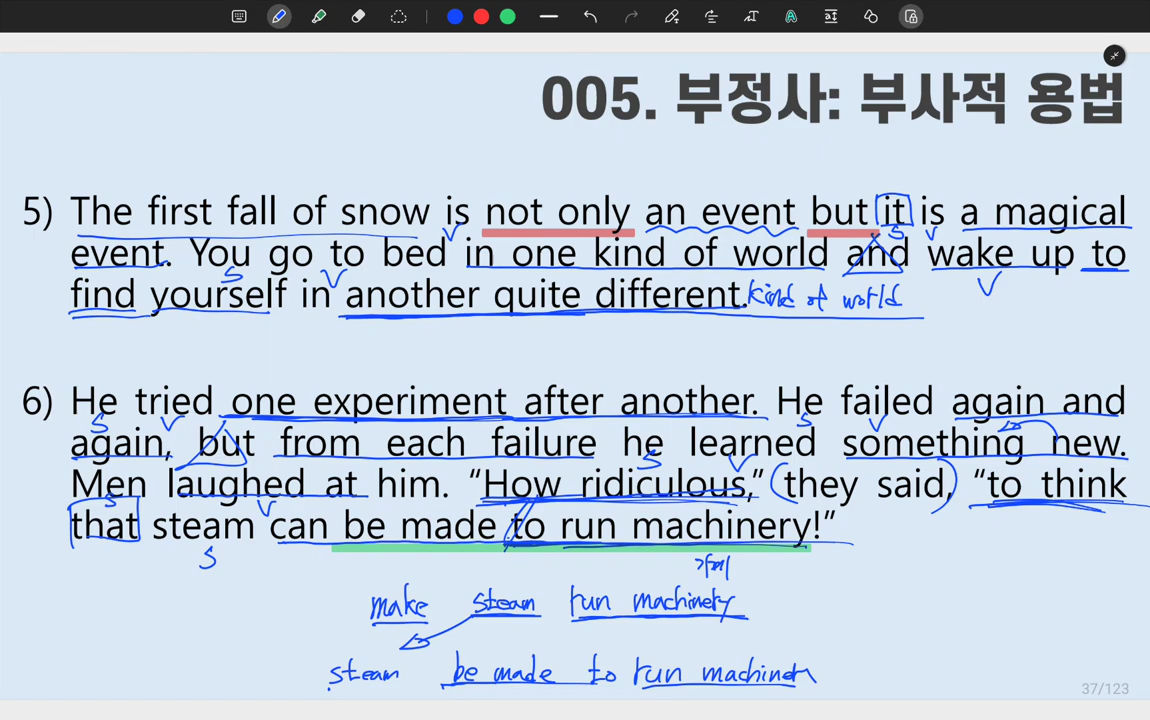 005. 부정사: 부사적 용법
5) The first fall of snow is not only an event but it is a magical
S V
event. You go to bed in one kind of world and wake up to
S V V
find yourself in another quite different. kind of world
6) He tried one experiment after another. He failed again and
S V S V
again, but from each failure he learned something new.
S V
Men laughed at him. “How ridiculous,” (they said,) “to think
S V
that steam can be made to run machinery!”
S 기계
make steam run machinery
steam be made to run machinery
37/123